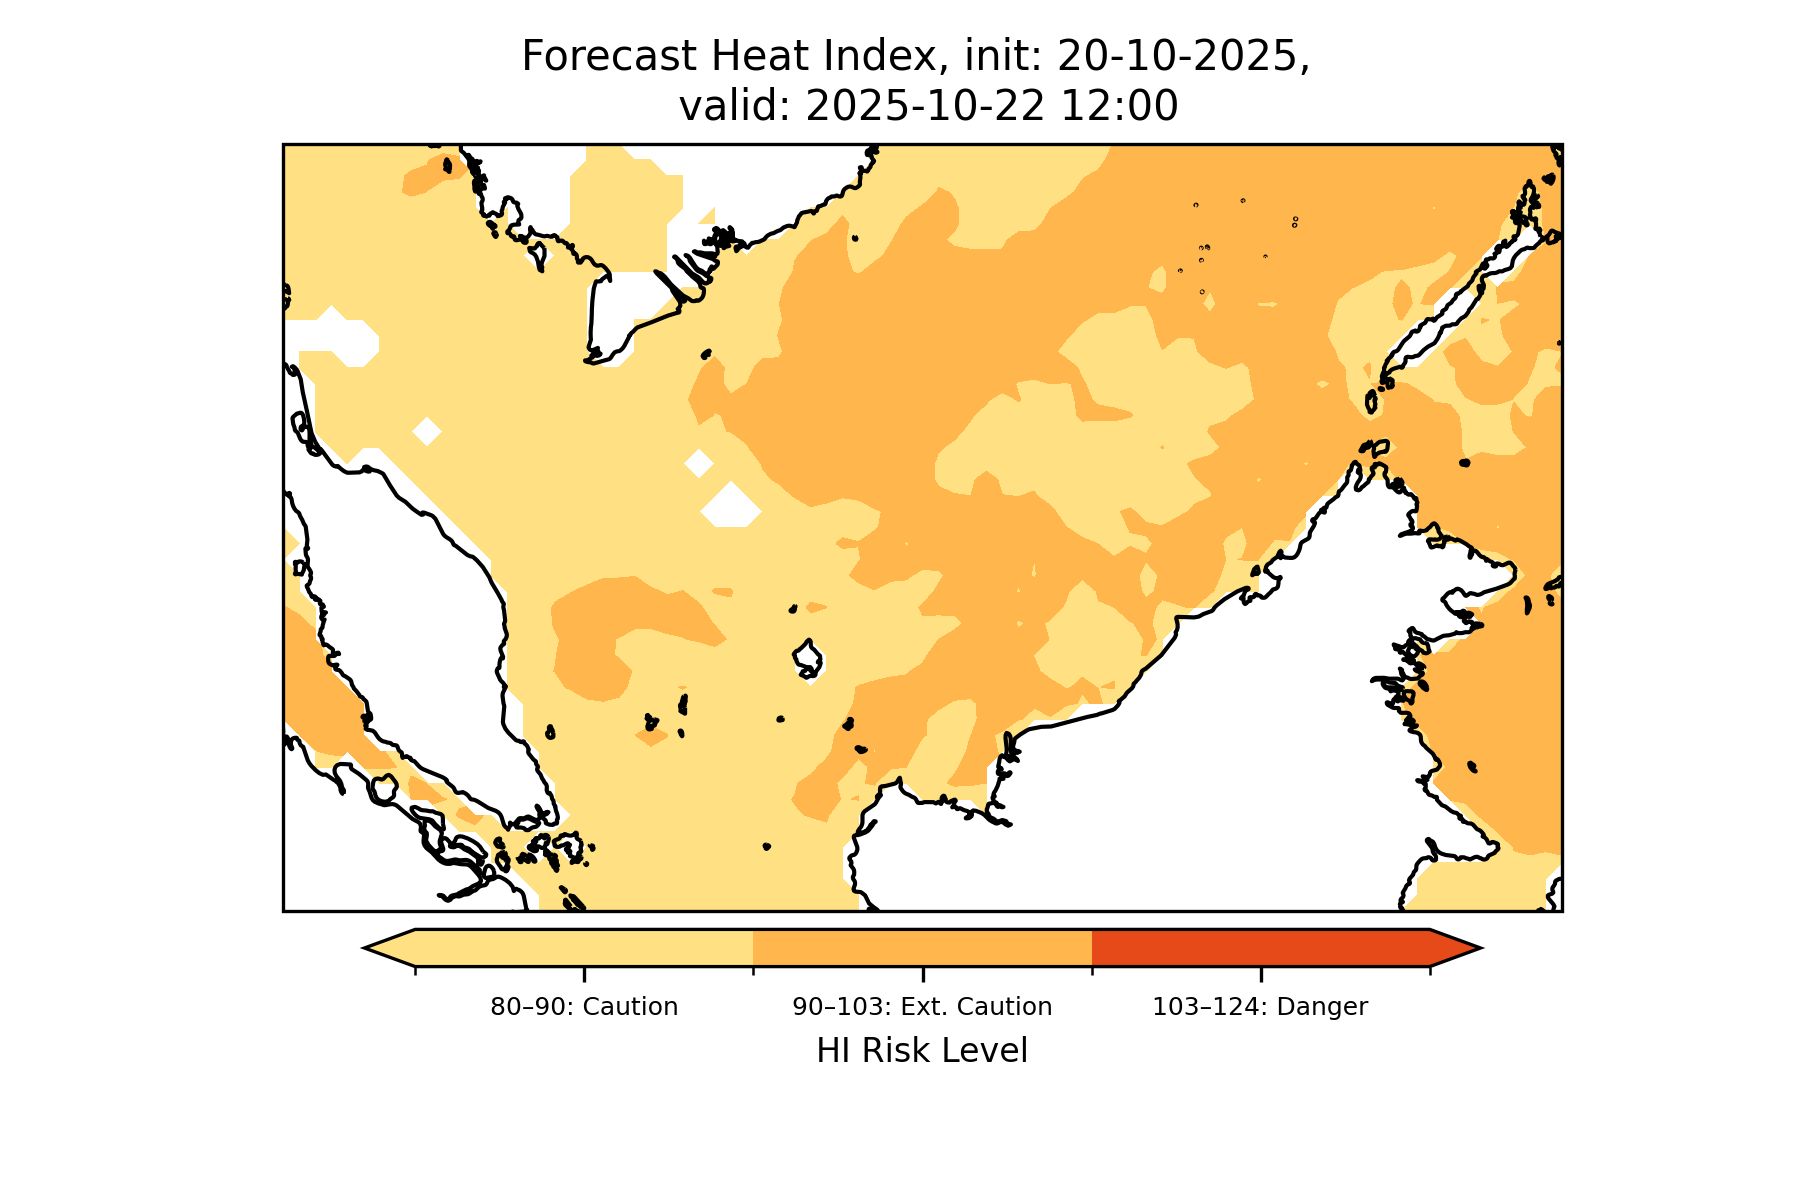 Forecast Heat Index, init: 20-10-2025,
valid: 2025-10-22 12:00
80–90: Caution
90–103: Ext. Caution
103–124: Danger
HI Risk Level